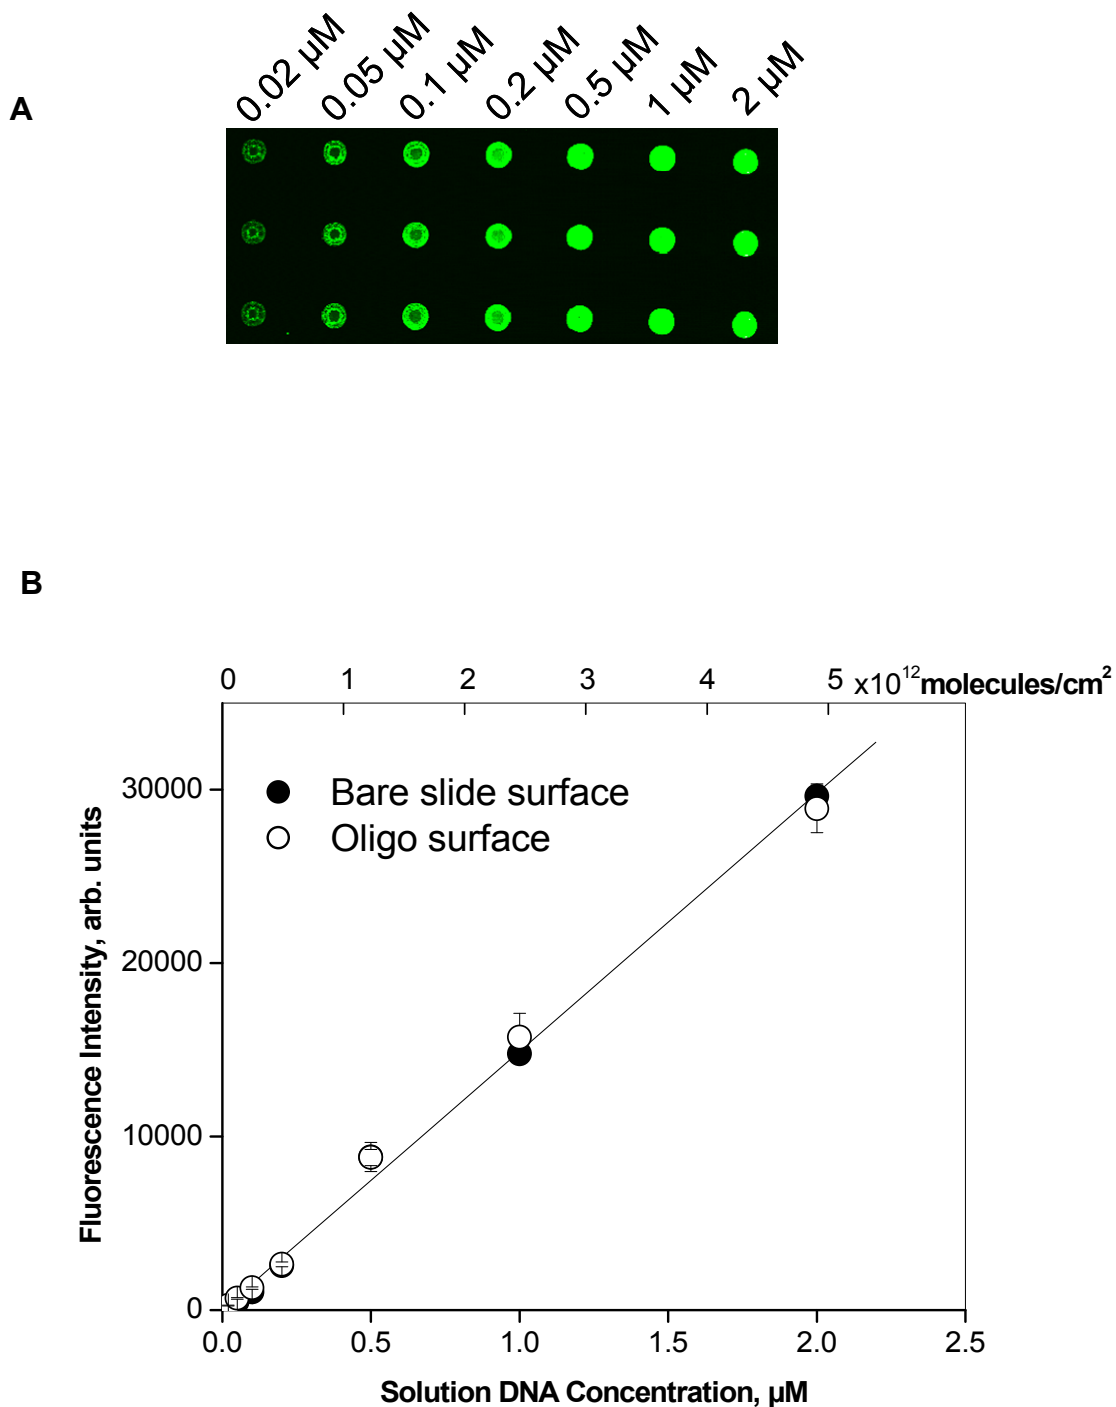 A
0.02 µM 0.05 µM 0.1 µM 0.2 µM 0.5 µM 1 µM 2 µM
B
0 1 2 3 4 5 x10¹²molecules/cm²
Bare slide surface
Oligo surface
30000
20000
10000
0
Fluorescence Intensity, arb. units
0.0 0.5 1.0 1.5 2.0 2.5
Solution DNA Concentration, µM